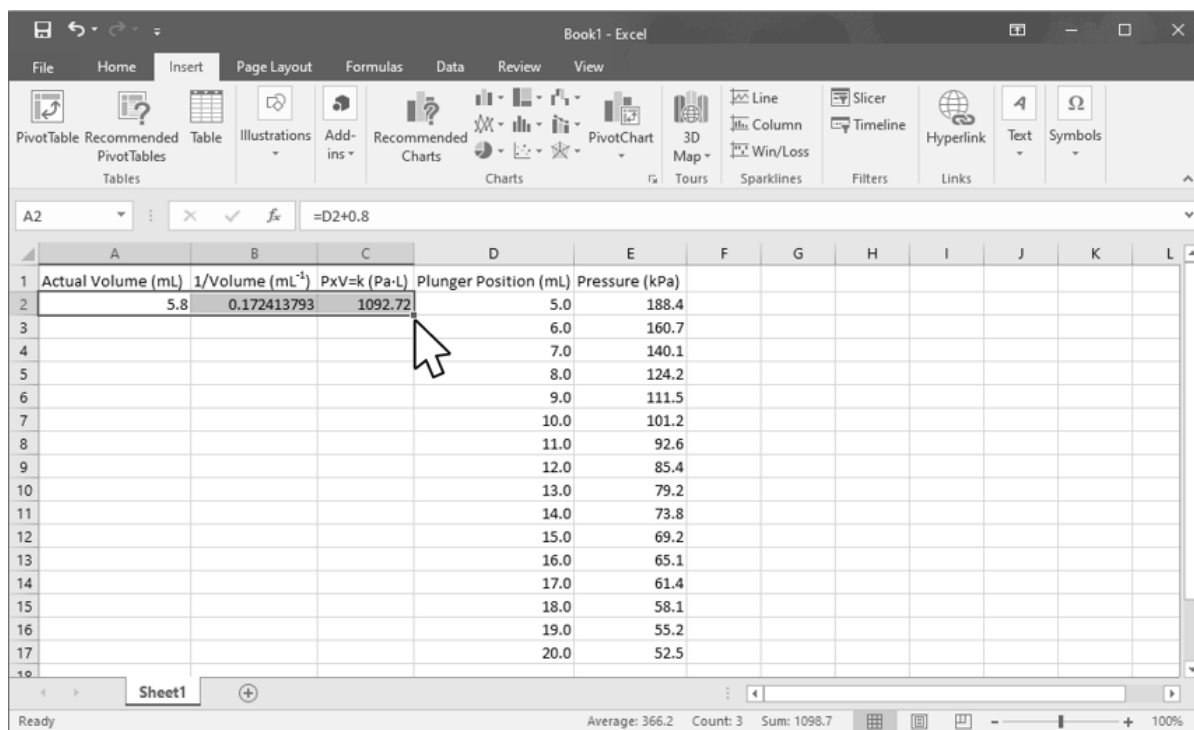 Book1 - Excel
File Home Insert Page Layout Formulas Data Review View
PivotTable Recommended PivotTables Table Illustrations Add-ins Recommended Charts PivotChart 3D Map Line Column Win/Loss Slicer Timeline Hyperlink Text Symbols
Tables Charts Tours Sparklines Filters Links
A2 fx =D2+0.8
A B C D E F G H I J K L
1 Actual Volume (mL) 1/Volume (mL⁻¹) PxV=k (Pa·L) Plunger Position (mL) Pressure (kPa)
2 5.8 0.172413793 1092.72 5.0 188.4
3 6.0 160.7
4 7.0 140.1
5 8.0 124.2
6 9.0 111.5
7 10.0 101.2
8 11.0 92.6
9 12.0 85.4
10 13.0 79.2
11 14.0 73.8
12 15.0 69.2
13 16.0 65.1
14 17.0 61.4
15 18.0 58.1
16 19.0 55.2
17 20.0 52.5
18
Sheet1
Ready Average: 366.2 Count: 3 Sum: 1098.7 100%